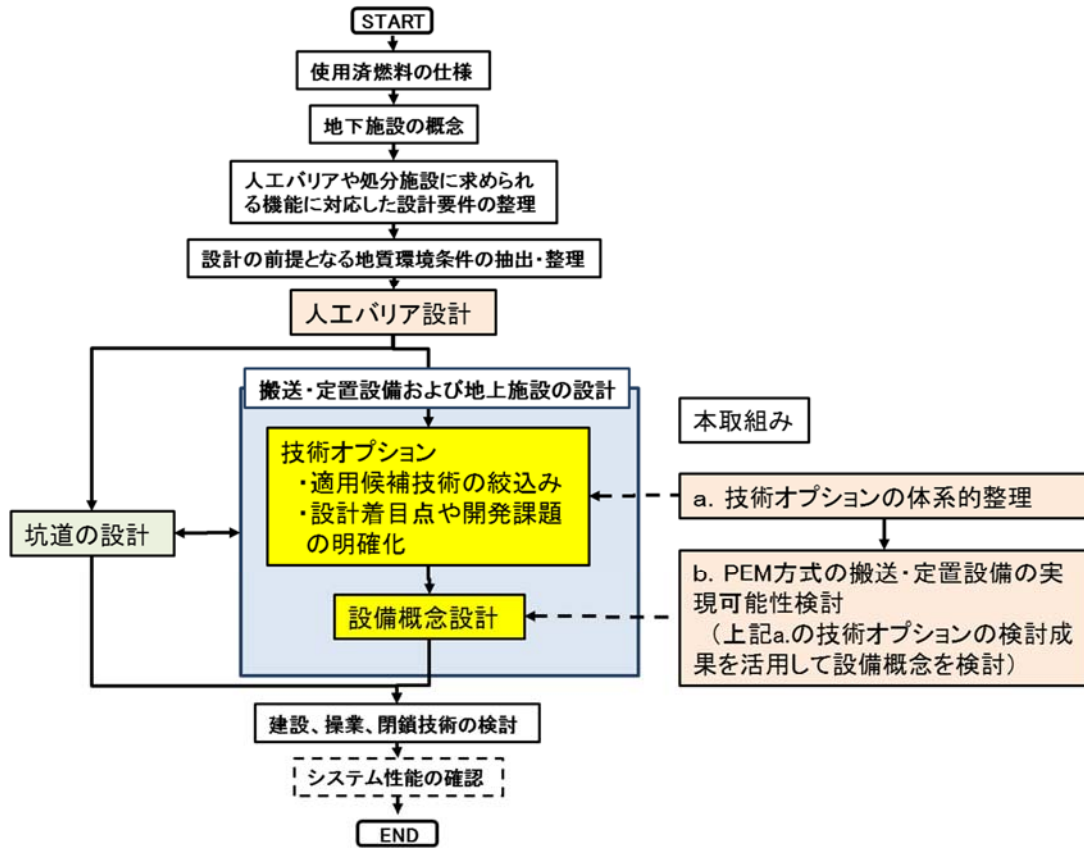 START
使用済燃料の仕様
地下施設の概念
人工バリアや処分施設に求められ
る機能に対応した設計要件の整理
設計の前提となる地質環境条件の抽出・整理
人工バリア設計
搬送・定置設備および地上施設の設計
技術オプション
・適用候補技術の絞込み
・設計着目点や開発課題
の明確化
設備概念設計
坑道の設計
本取組み
a. 技術オプションの体系的整理
b. PEM方式の搬送・定置設備の実
現可能性検討
（上記a.の技術オプションの検討成
果を活用して設備概念を検討）
建設、操業、閉鎖技術の検討
システム性能の確認
END